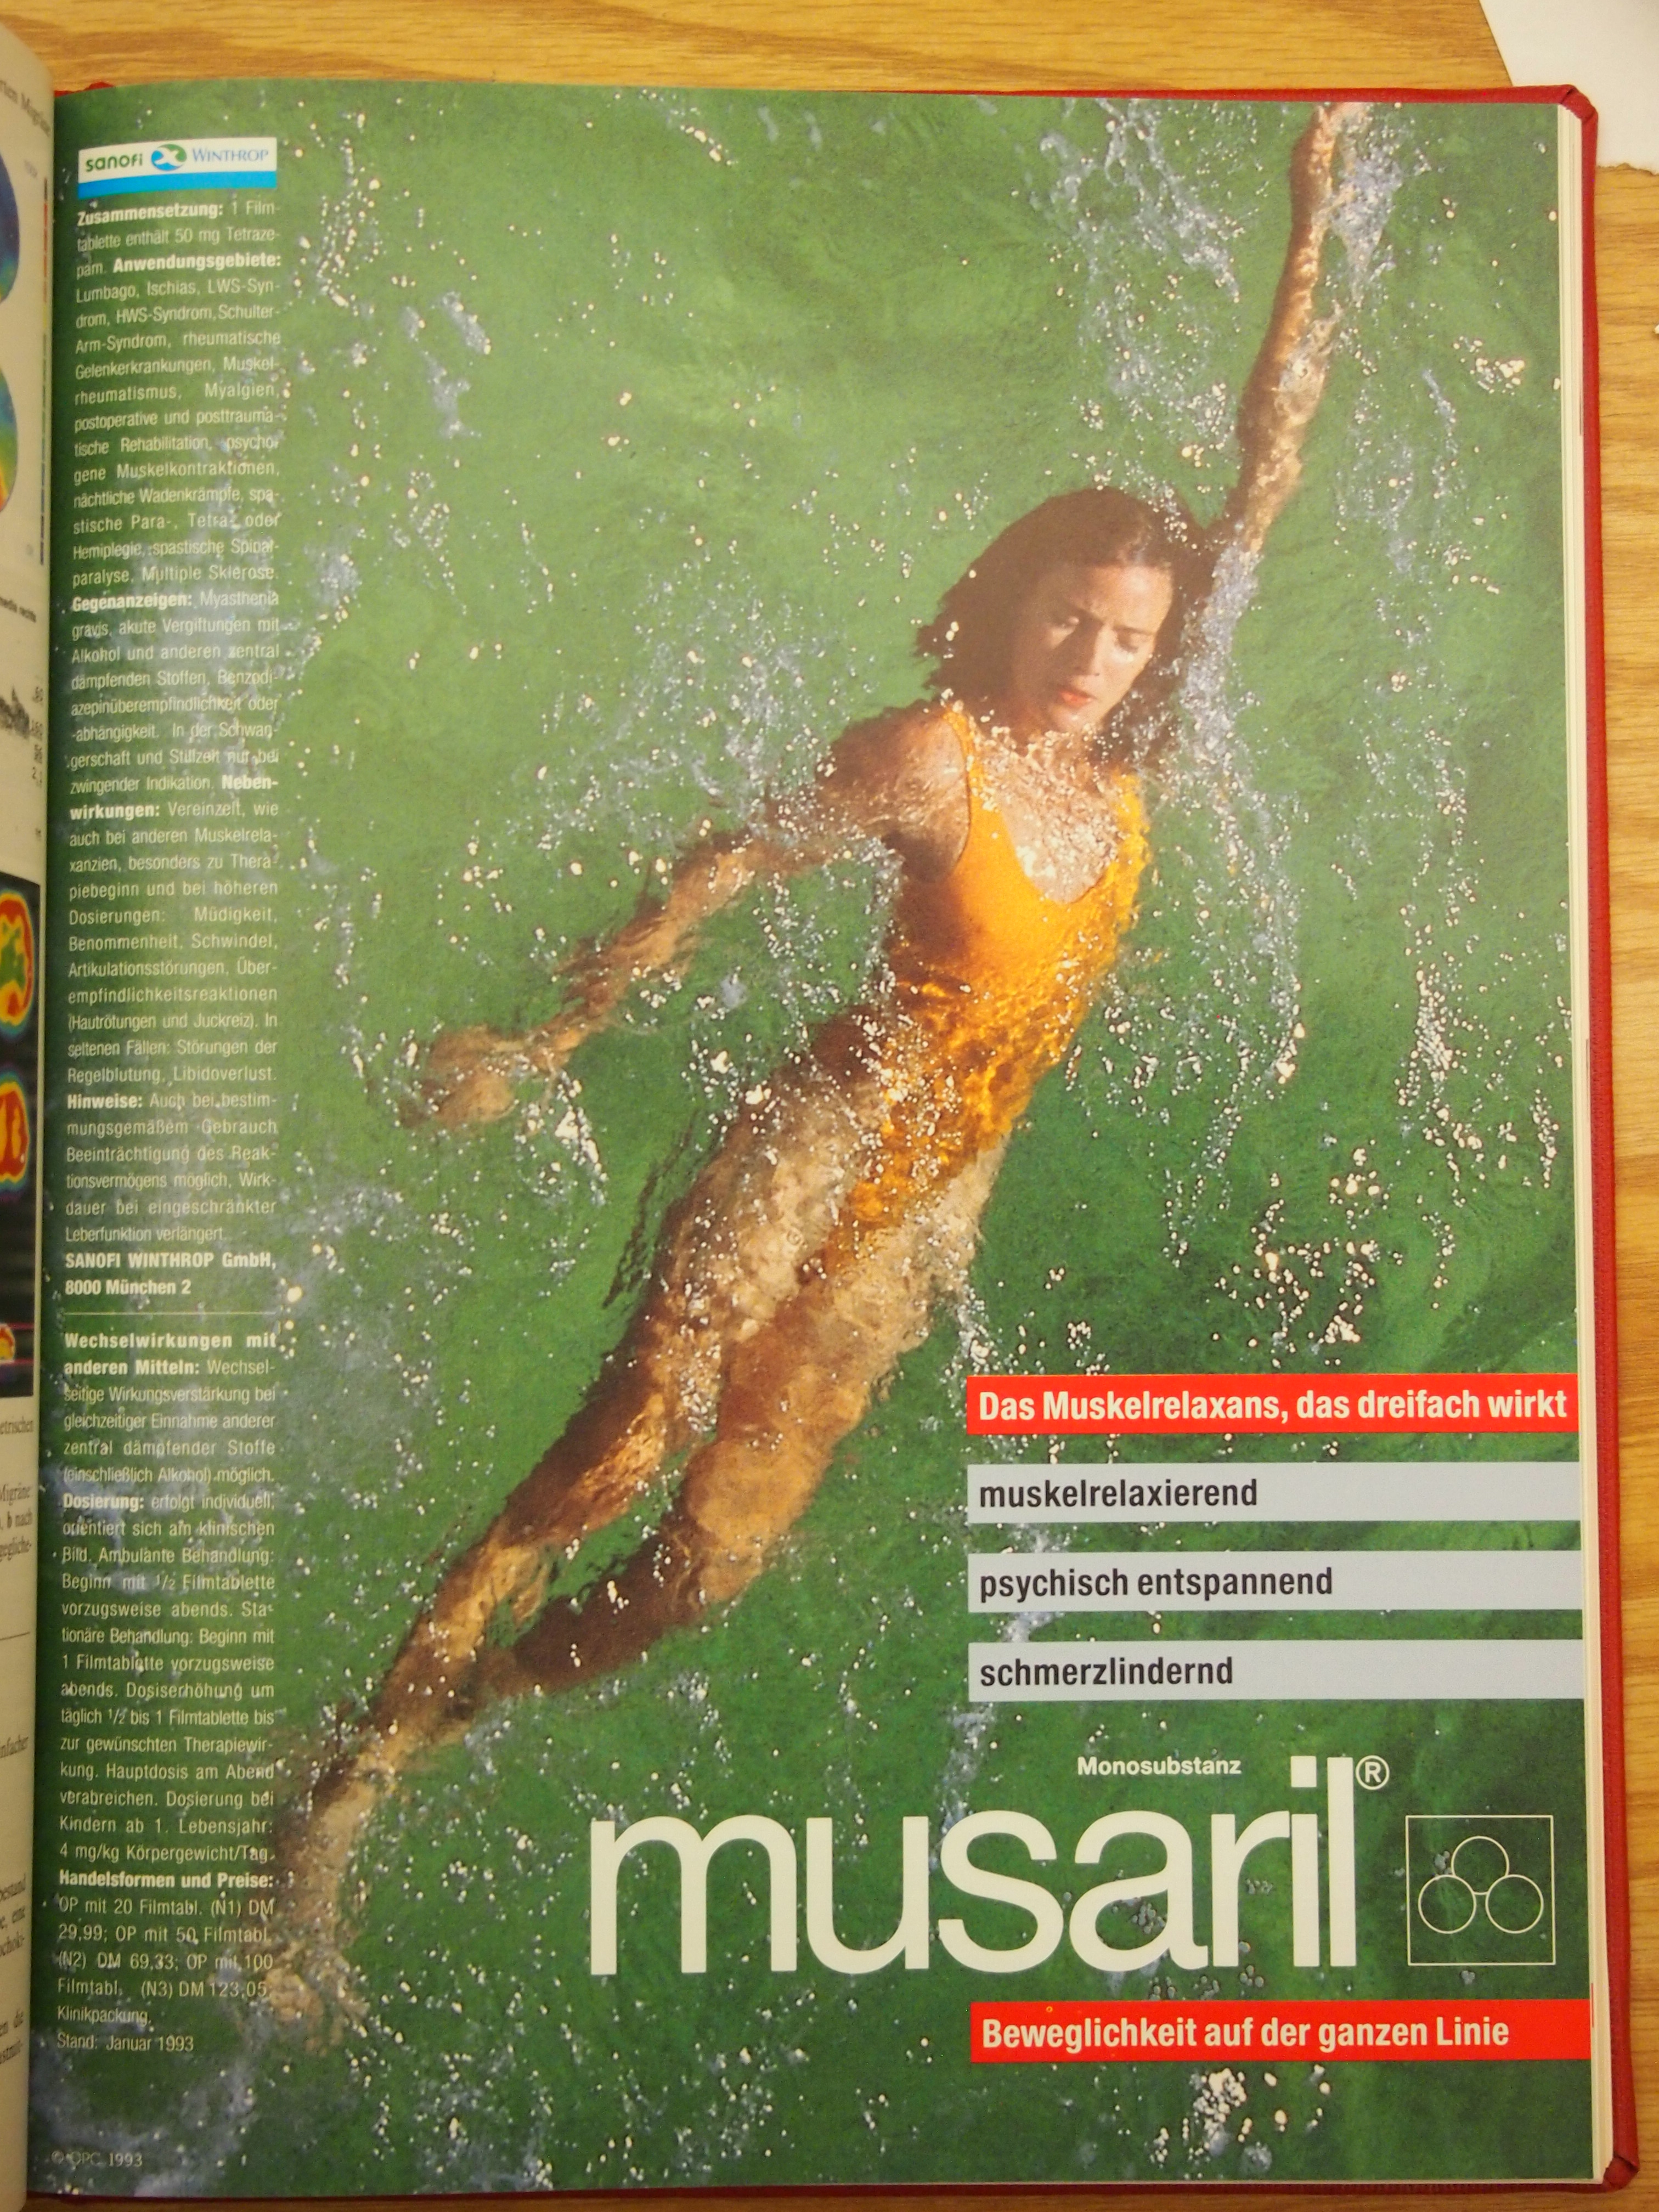 sanofi WINTHROP
Zusammensetzung: 1 Film-
tablette enthält 50 mg Tetraze-
pam. Anwendungsgebiete:
Lumbago, Ischias, LWS-Syn-
drom, HWS-Syndrom, Schulter-
Arm-Syndrom, rheumatische
Gelenkerkrankungen, Muskel-
rheumatismus, Myalgien,
postoperative und posttrauma-
tische Rehabilitation, psycho-
gene Muskelkontraktionen,
nächtliche Wadenkrämpfe, spa-
stische Para-, Tetra- oder
Hemiplegie, spastische Spinal-
paralyse, Multiple Sklerose.
Gegenanzeigen: Myasthenia
gravis, akute Vergiftungen mit
Alkohol und anderen zentral
dämpfenden Stoffen, Benzodi-
azepinüberempfindlichkeit oder
-abhängigkeit. In der Schwan-
gerschaft und Stillzeit nur bei
zwingender Indikation. Neben-
wirkungen: Vereinzelt, wie
auch bei anderen Muskelrela-
xanzien, besonders zu Thera-
piebeginn und bei höheren
Dosierungen: Müdigkeit,
Benommenheit, Schwindel,
Artikulationsstörungen, Über-
empfindlichkeitsreaktionen
(Hautrötungen und Juckreiz). In
seltenen Fällen: Störungen der
Regelblutung, Libidoverlust.
Hinweise: Auch bei bestim-
mungsgemäßem Gebrauch
Beeinträchtigung des Reak-
tionsvermögens möglich, Wirk-
dauer bei eingeschränkter
Leberfunktion verlängert.
SANOFI WINTHROP GmbH,
8000 München 2
Wechselwirkungen mit
anderen Mitteln: Wechsel-
seitige Wirkungsverstärkung bei
gleichzeitiger Einnahme anderer
zentral dämpfender Stoffe
(einschließlich Alkohol) möglich.
Dosierung: erfolgt individuell,
orientiert sich am klinischen
Bild. Ambulante Behandlung:
Beginn mit 1/2 Filmtablette
vorzugsweise abends. Sta-
tionäre Behandlung: Beginn mit
1 Filmtablette vorzugsweise
abends. Dosiserhöhung um
täglich 1/2 bis 1 Filmtablette bis
zur gewünschten Therapiewir-
kung. Hauptdosis am Abend
verabreichen. Dosierung bei
Kindern ab 1. Lebensjahr:
4 mg/kg Körpergewicht/Tag.
Handelsformen und Preise:
OP mit 20 Filmtabl. (N1) DM
29,99; OP mit 50 Filmtabl.
(N2) DM 69,33; OP mit 100
Filmtabl. (N3) DM 123,05.
Klinikpackung.
Stand: Januar 1993
© OPC 1993
Das Muskelrelaxans, das dreifach wirkt
muskelrelaxierend
psychisch entspannend
schmerzlindernd
Monosubstanz
musaril®
Beweglichkeit auf der ganzen Linie